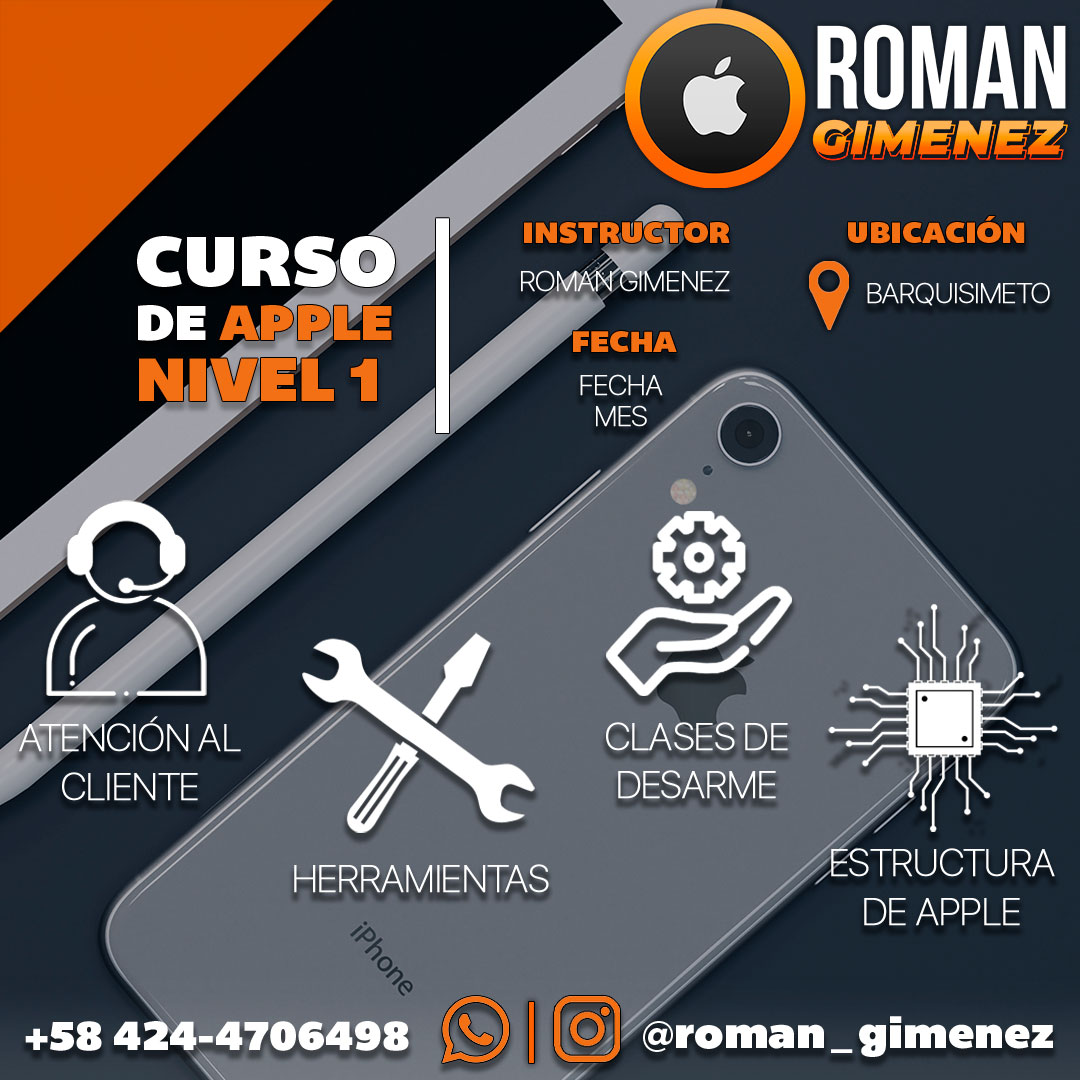 ROMAN
GIMENEZ
CURSO
DE APPLE
NIVEL 1
INSTRUCTOR
ROMAN GIMENEZ
UBICACIÓN
BARQUISIMETO
FECHA
FECHA
MES
ATENCIÓN AL
CLIENTE
HERRAMIENTAS
CLASES DE
DESARME
ESTRUCTURA
DE APPLE
iPhone
+58 424-4706498
@roman_gimenez